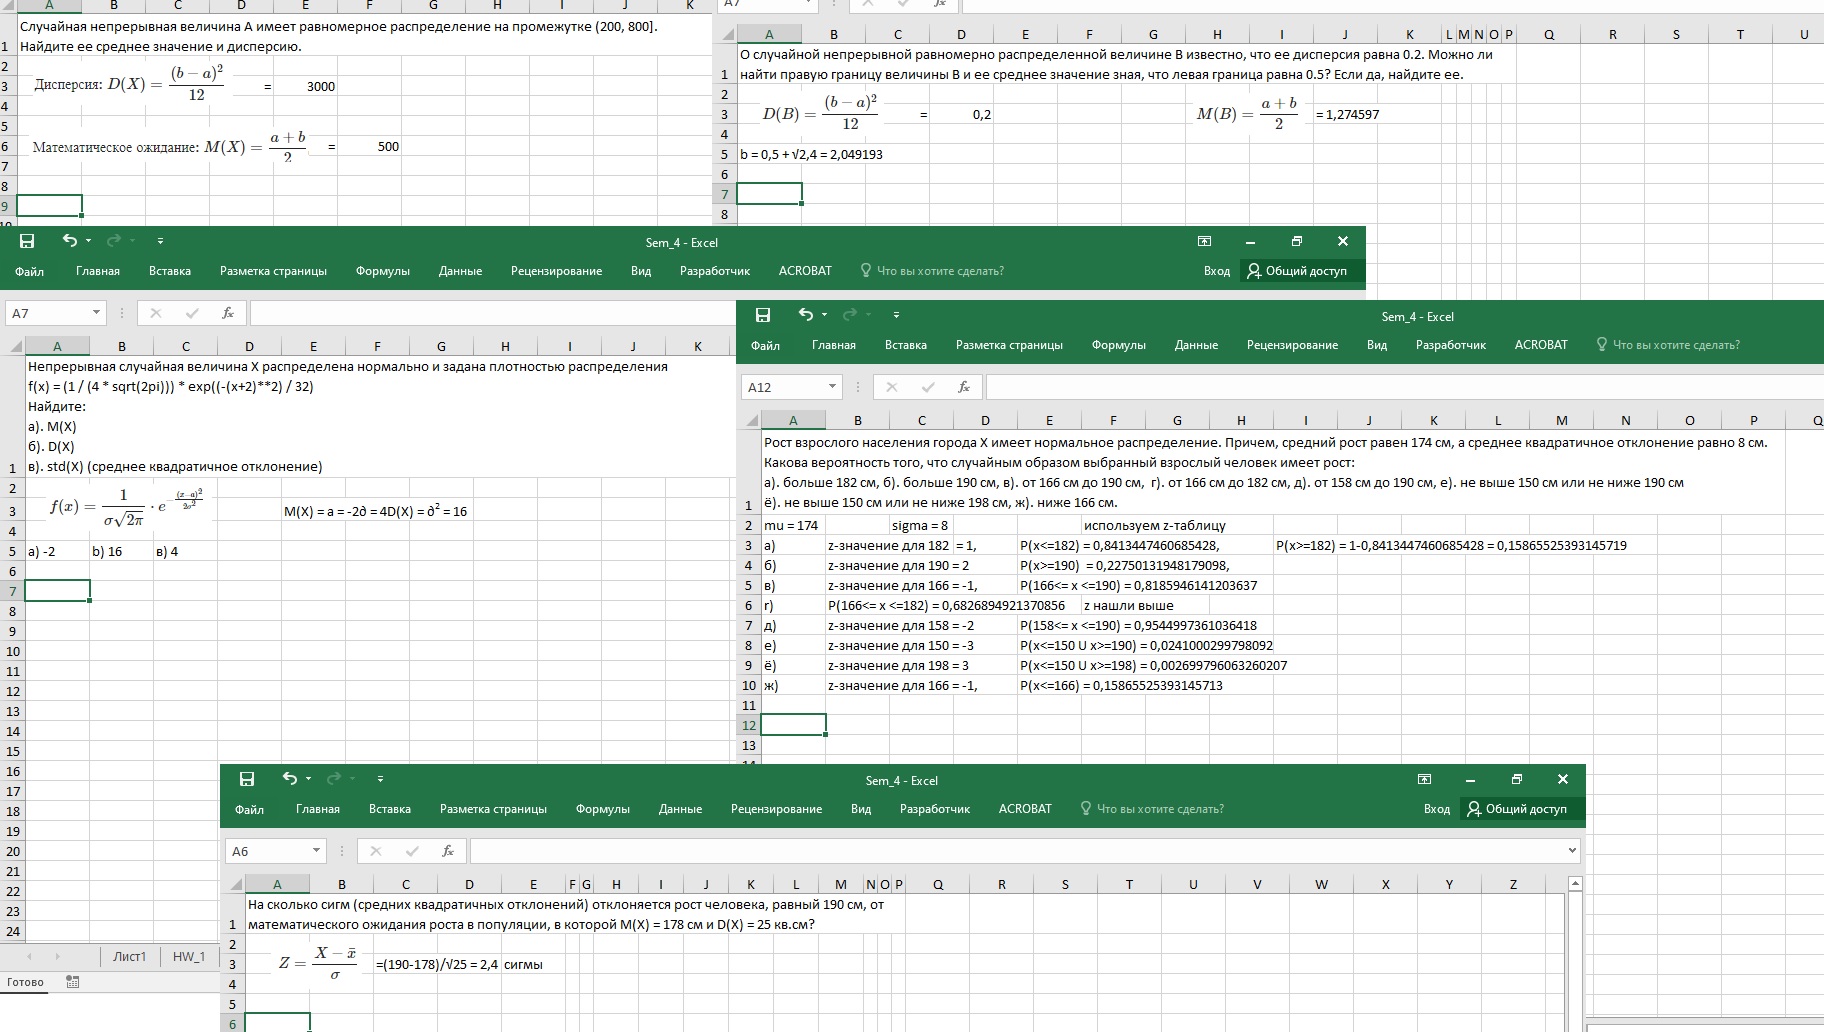 A B C D E F G H I J K
Случайная непрерывная величина A имеет равномерное распределение на промежутке (200, 800].
1 Найдите ее среднее значение и дисперсию.
2
3 Дисперсия: D(X) = (b − a)² / 12 = 3000
4
5
6 Математическое ожидание: M(X) = a + b / 2 = 500
7
8
9
10
A7 fx
A B C D E F G H I J K L M N O P Q R S T U
О случайной непрерывной равномерно распределенной величине B известно, что ее дисперсия равна 0.2. Можно ли
1 найти правую границу величины B и ее среднее значение зная, что левая граница равна 0.5? Если да, найдите ее.
2
3 D(B) = (b − a)² / 12 = 0,2 M(B) = a + b / 2 = 1,274597
4
5 b = 0,5 + √2,4 = 2,049193
6
7
8
Sem_4 - Excel
Файл Главная Вставка Разметка страницы Формулы Данные Рецензирование Вид Разработчик ACROBAT Что вы хотите сделать? Вход Общий доступ
A7 fx
A B C D E F G H I J K
Непрерывная случайная величина X распределена нормально и задана плотностью распределения
f(x) = (1 / (4 * sqrt(2pi))) * exp((-(x+2)**2) / 32)
Найдите:
а). M(X)
б). D(X)
1 в). std(X) (среднее квадратичное отклонение)
2
3 f(x) = 1 / σ√2π · e^−(x−a)²/2σ² M(X) = a = -2∂ = 4D(X) = ∂² = 16
4
5 a) -2 b) 16 в) 4
6
7
8
9
10
11
12
13
14
15
16
17
18
19
20
21
22
23
24
Лист1 HW_1
Готово
Sem_4 - Excel
Файл Главная Вставка Разметка страницы Формулы Данные Рецензирование Вид Разработчик ACROBAT Что вы хотите сделать?
A12 fx
A B C D E F G H I J K L M N O P Q
Рост взрослого населения города X имеет нормальное распределение. Причем, средний рост равен 174 см, а среднее квадратичное отклонение равно 8 см.
Какова вероятность того, что случайным образом выбранный взрослый человек имеет рост:
а). больше 182 см, б). больше 190 см, в). от 166 см до 190 см, г). от 166 см до 182 см, д). от 158 см до 190 см, е). не выше 150 см или не ниже 190 см
1 ё). не выше 150 см или не ниже 198 см, ж). ниже 166 см.
2 mu = 174 sigma = 8 используем z-таблицу
3 а) z-значение для 182 = 1, P(x<=182) = 0,8413447460685428, P(x>=182) = 1-0,8413447460685428 = 0,15865525393145719
4 б) z-значение для 190 = 2 P(x>=190) = 0,02275013194817909​8,
5 в) z-значение для 166 = -1, P(166<= x <=190) = 0,8185946141203637
6 г) P(166<= x <=182) = 0,6826894921370856 z нашли выше
7 д) z-значение для 158 = -2 P(158<= x <=190) = 0,9544997361036418
8 е) z-значение для 150 = -3 P(x<=150 U x>=190) = 0,0241000299798092
9 ё) z-значение для 198 = 3 P(x<=150 U x>=198) = 0,002699796063260207
10 ж) z-значение для 166 = -1, P(x<=166) = 0,15865525393145713
11
12
13
14
Sem_4 - Excel
Файл Главная Вставка Разметка страницы Формулы Данные Рецензирование Вид Разработчик ACROBAT Что вы хотите сделать? Вход Общий доступ
A6 fx
A B C D E F G H I J K L M N O P Q R S T U V W X Y Z
На сколько сигм (средних квадратичных отклонений) отклоняется рост человека, равный 190 см, от
1 математического ожидания роста в популяции, в которой M(X) = 178 см и D(X) = 25 кв.см?
2
3 Z = X − x̄ / σ =(190-178)/√25 = 2,4 сигмы
4
5
6